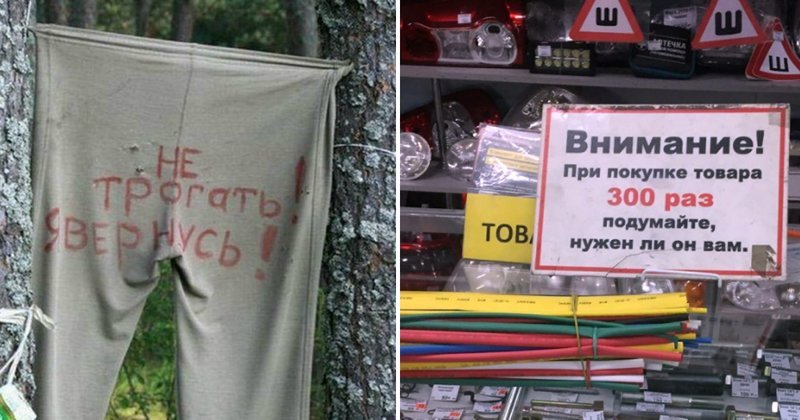 НЕ
ТРОГАТЬ!
Я ВЕРНУСЬ!
Ш
Ш
Ш
АПТЕЧКА
Внимание!
При покупке товара
300 раз
подумайте,
нужен ли он вам.
ТОВА